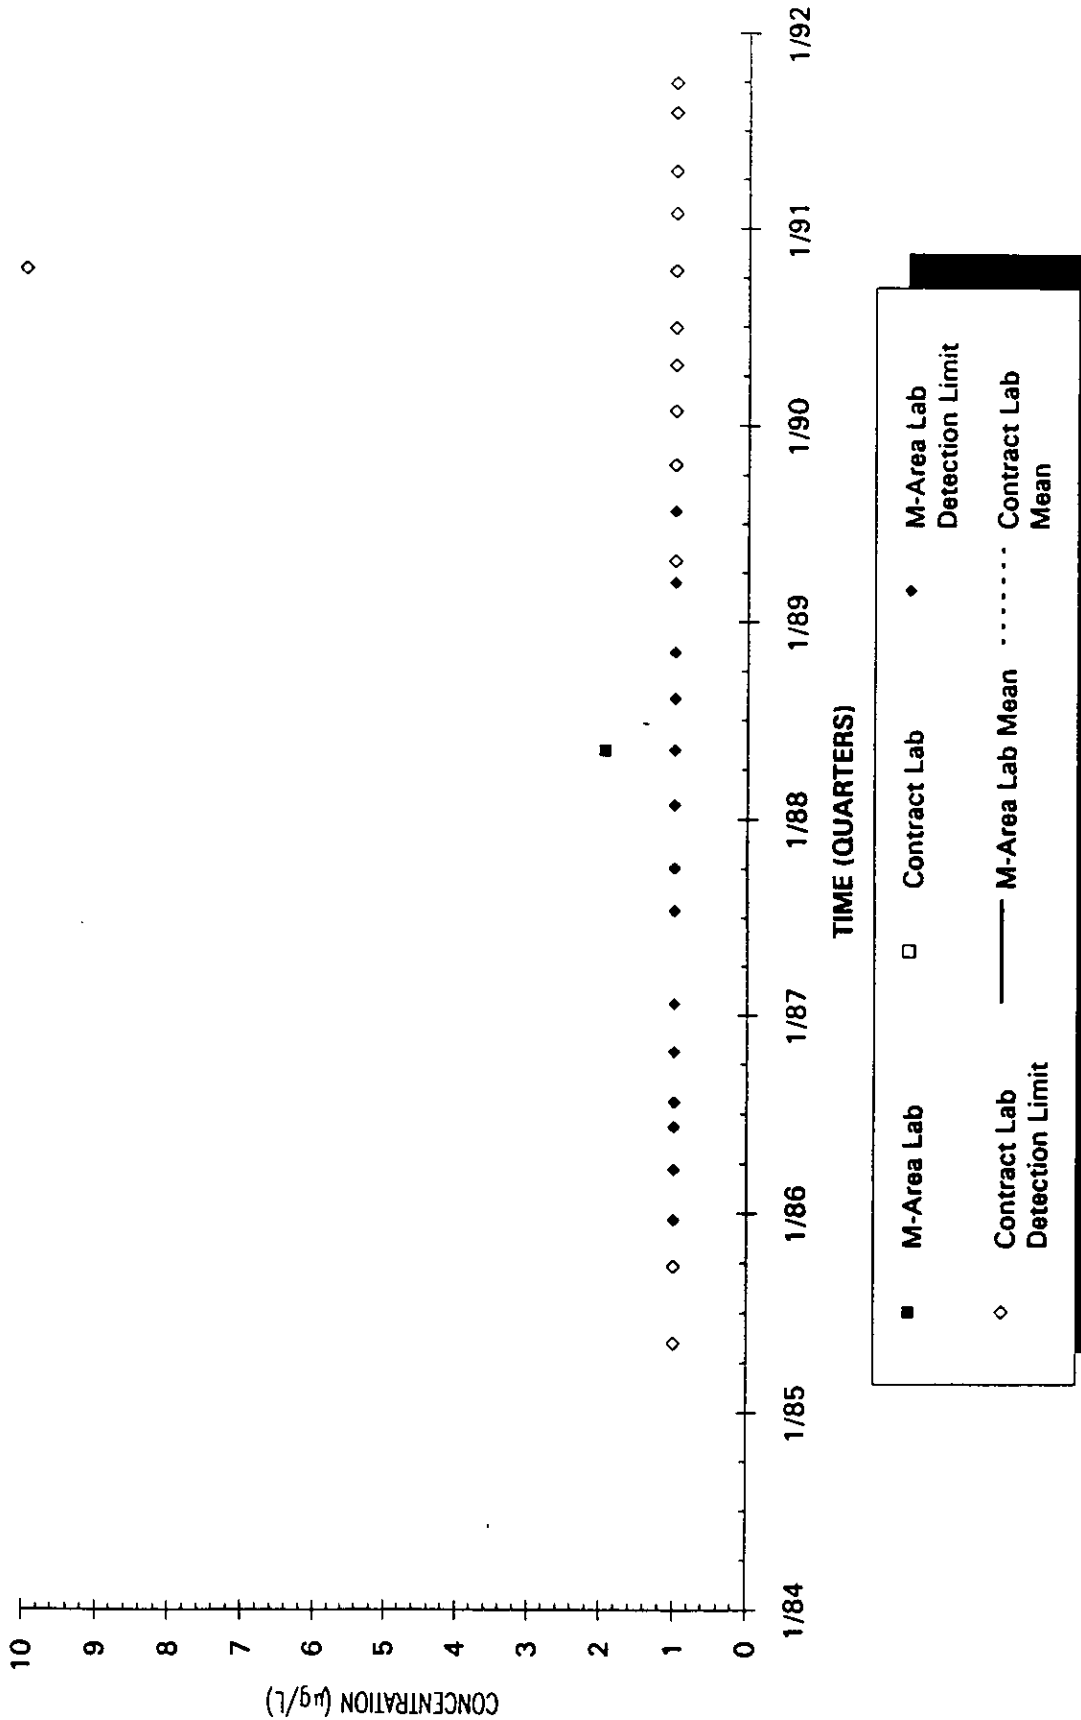 CONCENTRATION (µg/L)
10
9
8
7
6
5
4
3
2
1
0
1/84
1/85
1/86
1/87
1/88
1/89
1/90
1/91
1/92
TIME (QUARTERS)
M-Area Lab
Contract Lab
M-Area Lab
Detection Limit
Contract Lab
Detection Limit
M-Area Lab Mean
Contract Lab
Mean